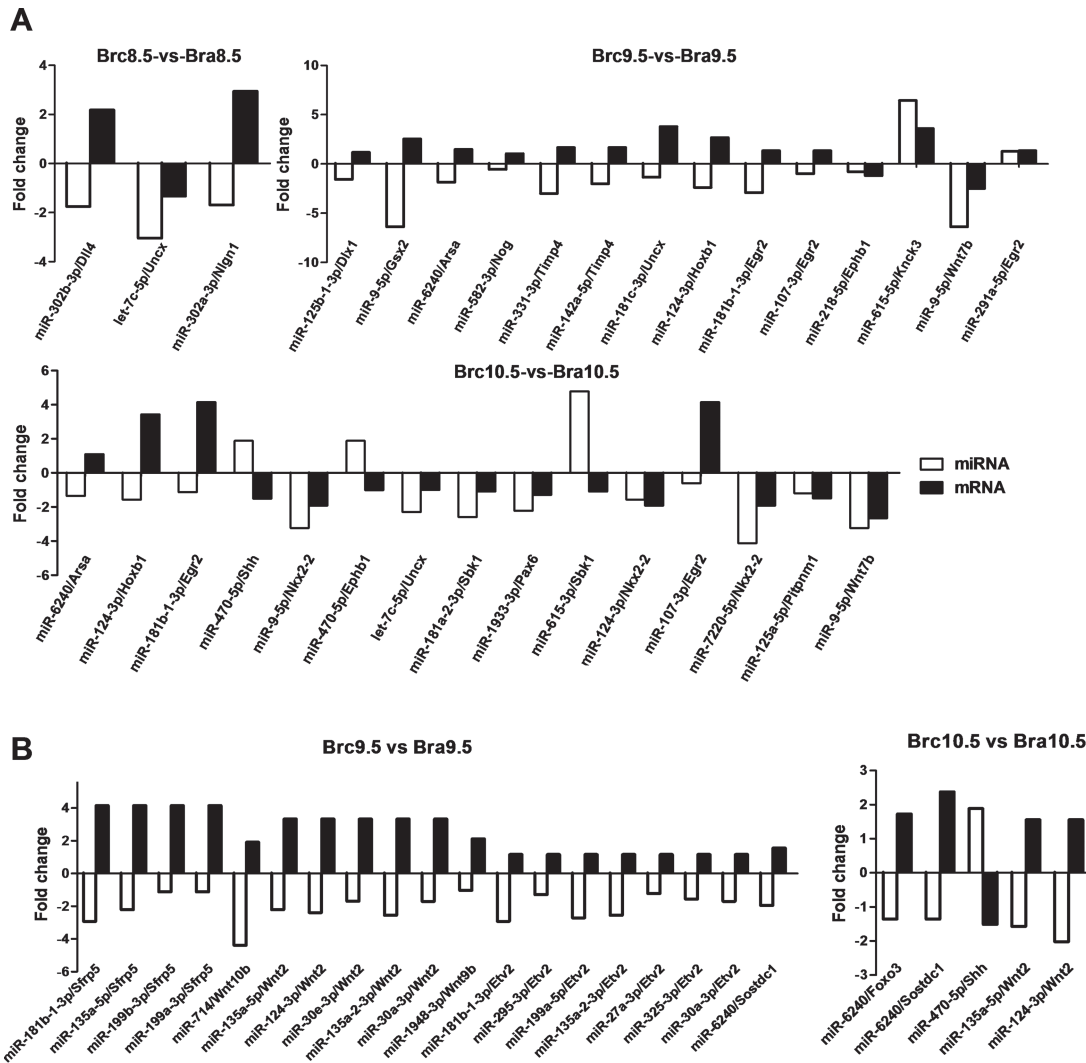 A
Brc8.5-vs-Bra8.5
Fold change
4
2
0
-2
-4
miR-302b-3p/Dll4
let-7c-5p/Uncx
miR-302a-3p/Nlgn1
Brc9.5-vs-Bra9.5
Fold change
10
5
0
-5
-10
miR-125b-1-3p/Dlx1
miR-9-5p/Gsx2
miR-6240/Arsa
miR-582-3p/Nog
miR-331-3p/Timp4
miR-142a-5p/Timp4
miR-181c-3p/Uncx
miR-124-3p/Hoxb1
miR-181b-1-3p/Egr2
miR-107-3p/Egr2
miR-218-5p/Ephb1
miR-615-5p/Knck3
miR-9-5p/Wnt7b
miR-291a-5p/Egr2
Brc10.5-vs-Bra10.5
Fold change
6
4
2
0
-2
-4
-6
miR-6240/Arsa
miR-124-3p/Hoxb1
miR-181b-1-3p/Egr2
miR-470-5p/Shh
miR-9-5p/Nkx2-2
miR-470-5p/Ephb1
let-7c-5p/Uncx
miR-181a-2-3p/Sbk1
miR-1933-3p/Pax6
miR-615-3p/Sbk1
miR-124-3p/Nkx2-2
miR-107-3p/Egr2
miR-7220-5p/Nkx2-2
miR-125a-5p/Pitpnm1
miR-9-5p/Wnt7b
miRNA
mRNA
B
Brc9.5 vs Bra9.5
Fold change
4
2
0
-2
-4
-6
miR-181b-1-3p/Sfrp5
miR-135a-5p/Sfrp5
miR-199b-3p/Sfrp5
miR-199a-3p/Sfrp5
miR-714/Wnt10b
miR-135a-5p/Wnt2
miR-124-3p/Wnt2
miR-30e-3p/Wnt2
miR-135a-2-3p/Wnt2
miR-30a-3p/Wnt2
miR-1948-3p/Wnt9b
miR-181b-1-3p/Etv2
miR-295-3p/Etv2
miR-199a-5p/Etv2
miR-135a-2-3p/Etv2
miR-27a-3p/Etv2
miR-325-3p/Etv2
miR-30a-3p/Etv2
miR-6240/Sostdc1
Brc10.5 vs Bra10.5
Fold change
3
2
1
0
-1
-2
-3
miR-6240/Foxo3
miR-6240/Sostdc1
miR-470-5p/Shh
miR-135a-5p/Wnt2
miR-124-3p/Wnt2